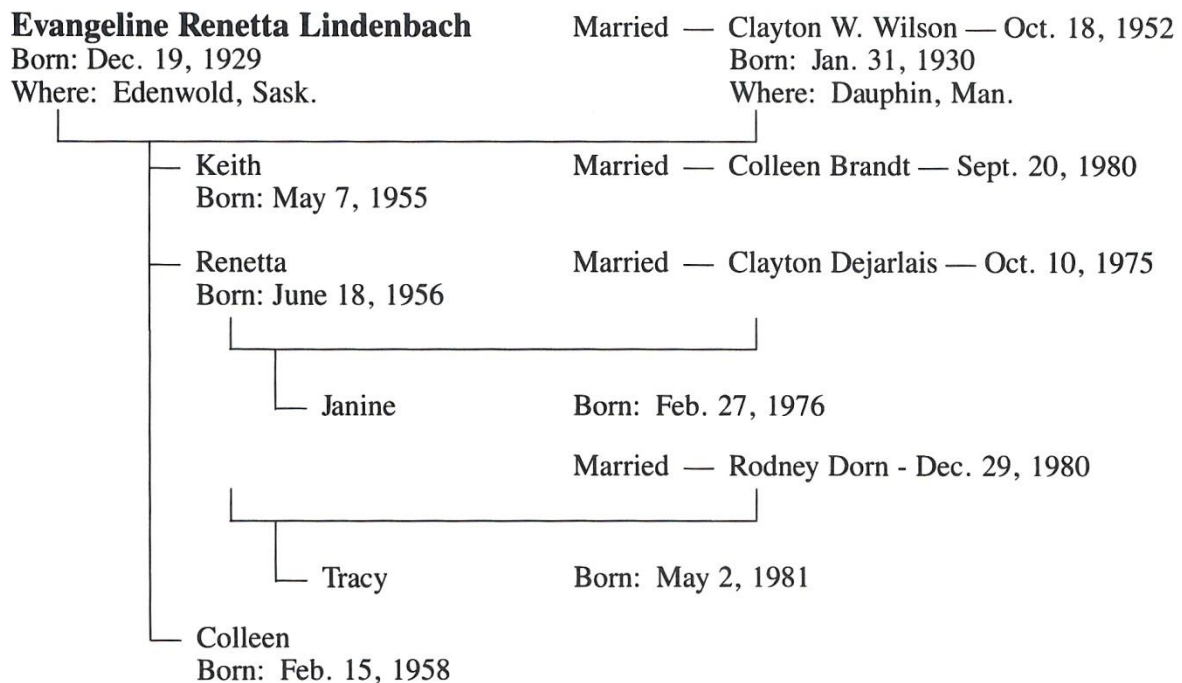 Evangeline Renetta Lindenbach Married — Clayton W. Wilson — Oct. 18, 1952
Born: Dec. 19, 1929 Born: Jan. 31, 1930
Where: Edenwold, Sask. Where: Dauphin, Man.
Keith Married — Colleen Brandt — Sept. 20, 1980
Born: May 7, 1955
Renetta Married — Clayton Dejarlais — Oct. 10, 1975
Born: June 18, 1956
Janine Born: Feb. 27, 1976
Married — Rodney Dorn - Dec. 29, 1980
Tracy Born: May 2, 1981
Colleen
Born: Feb. 15, 1958